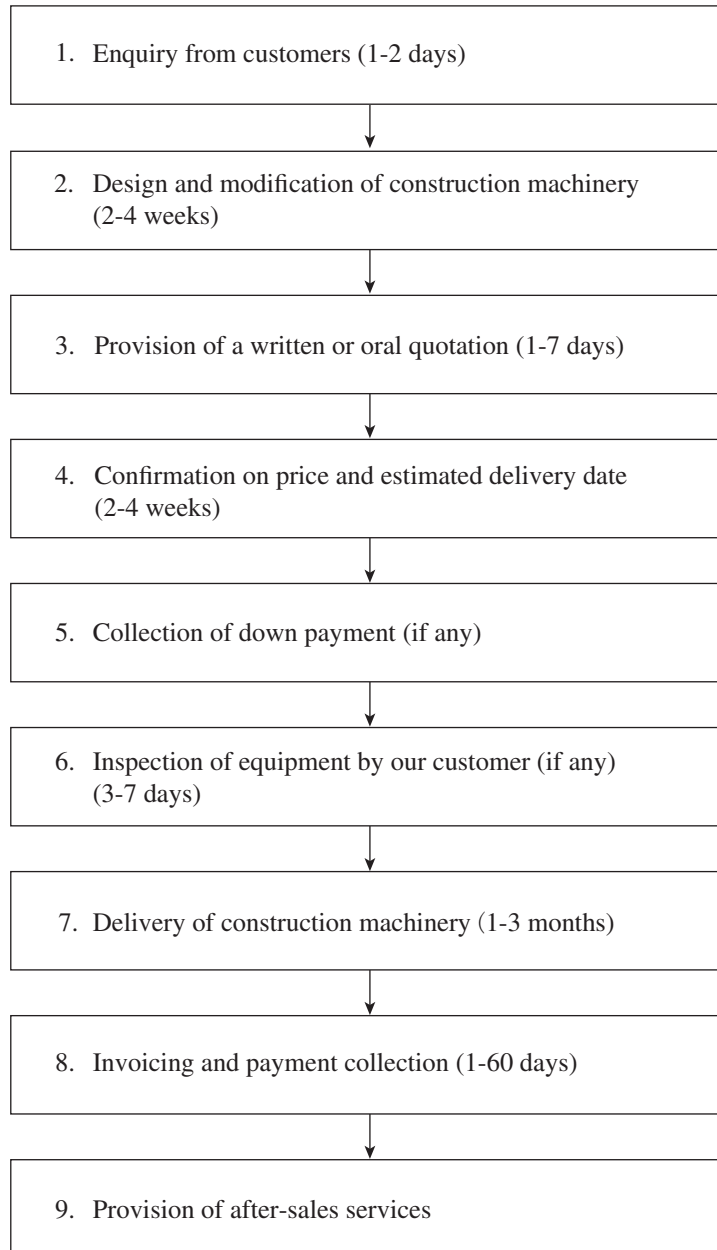 1. Enquiry from customers (1-2 days)
2. Design and modification of construction machinery
(2-4 weeks)
3. Provision of a written or oral quotation (1-7 days)
4. Confirmation on price and estimated delivery date
(2-4 weeks)
5. Collection of down payment (if any)
6. Inspection of equipment by our customer (if any)
(3-7 days)
7. Delivery of construction machinery (1-3 months)
8. Invoicing and payment collection (1-60 days)
9. Provision of after-sales services